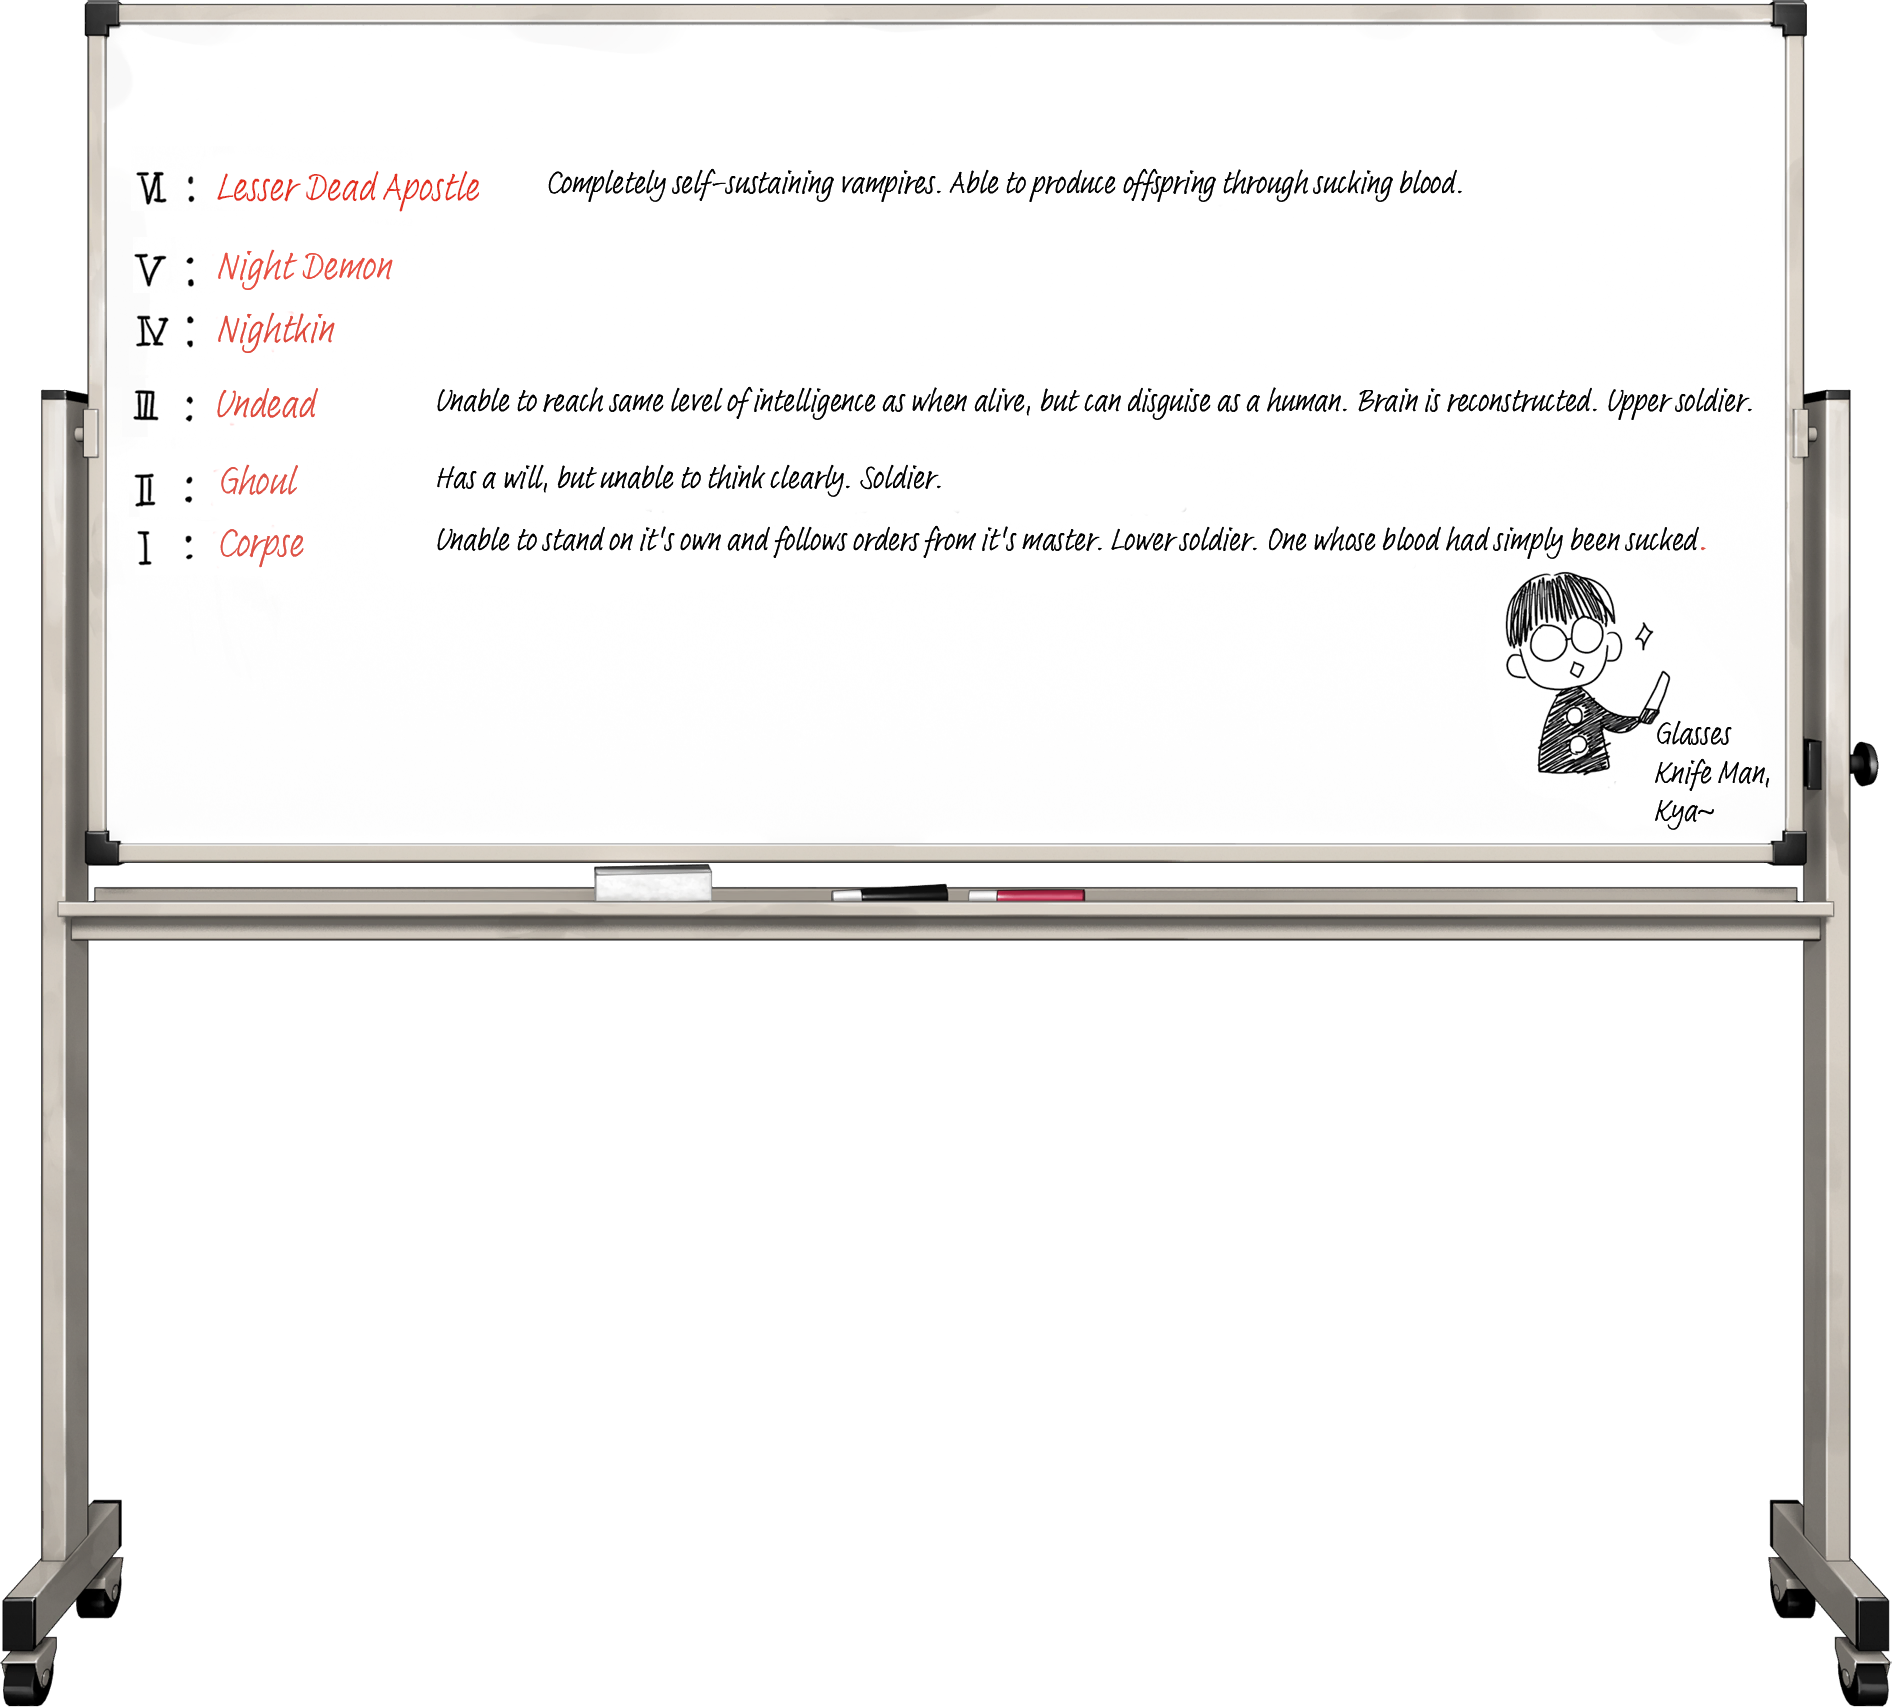 VI : Lesser Dead Apostle Completely self-sustaining vampires. Able to produce offspring through sucking blood.
V : Night Demon
IV : Nightkin
III : Undead Unable to reach same level of intelligence as when alive, but can disguise as a human. Brain is reconstructed. Upper soldier.
II : Ghoul Has a will, but unable to think clearly. Soldier.
I : Corpse Unable to stand on it's own and follows orders from it's master. Lower soldier. One whose blood had simply been sucked.
Glasses
Knife Man,
Kya~